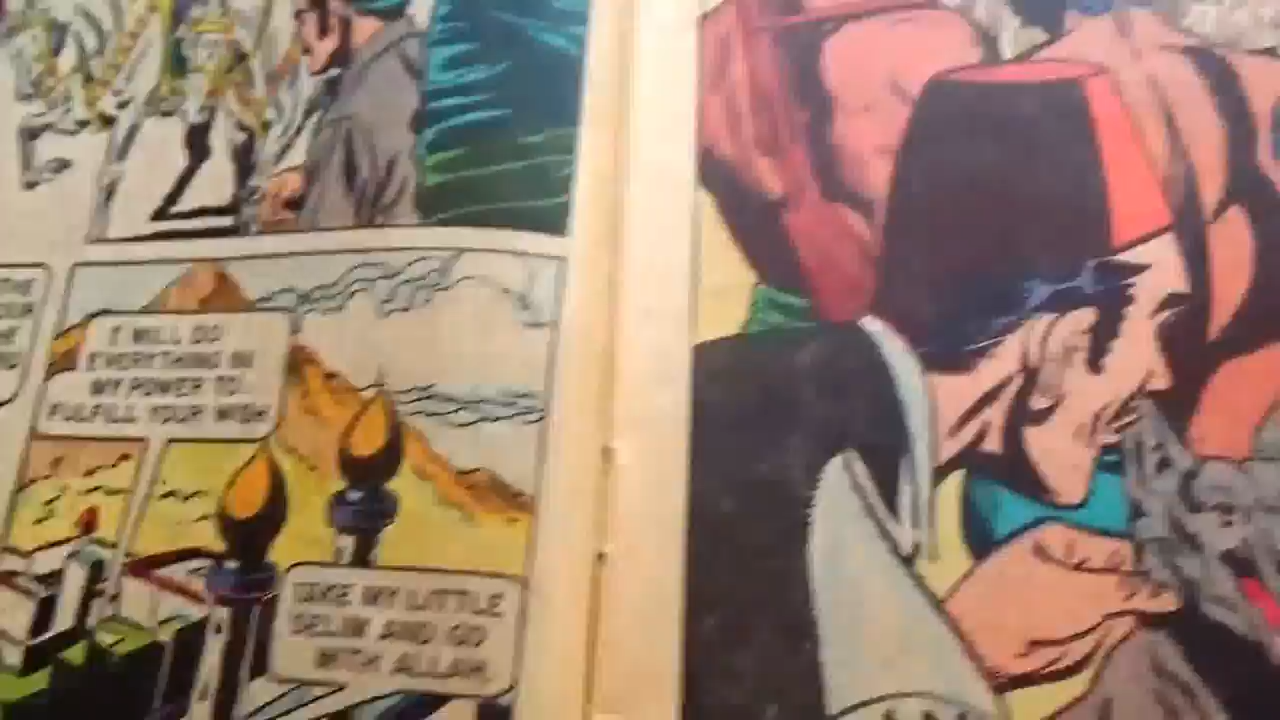 I WILL DO
EVERYTHING IN
MY POWER TO
FULFILL YOUR WISH
TAKE MY LITTLE
SELIM AND GO
WITH ALLAH.